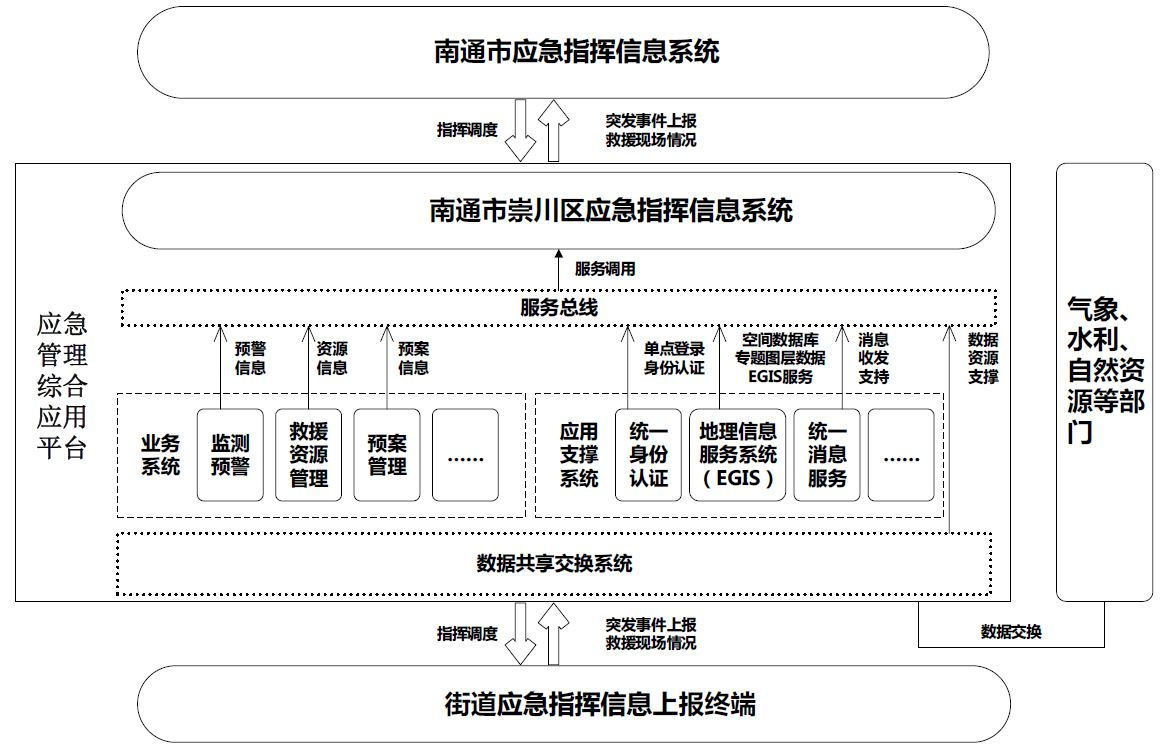 南通市应急指挥信息系统
指挥调度
突发事件上报
救援现场情况
南通市崇川区应急指挥信息系统
服务调用
服务总线
应急
管理
综合
应用
平台
预警
信息
资源
信息
预案
信息
单点登录
身份认证
空间数据库
专题图层数据
EGIS服务
消息
收发
支持
数据
资源
支撑
业务
系统
监测
预警
救援
资源
管理
预案
管理
......
应用
支撑
系统
统一
身份
认证
地理信息
服务系统
（EGIS）
统一
消息
服务
......
数据共享交换系统
气象、
水利、
自然资
源等部
门
指挥调度
突发事件上报
救援现场情况
数据交换
街道应急指挥信息上报终端